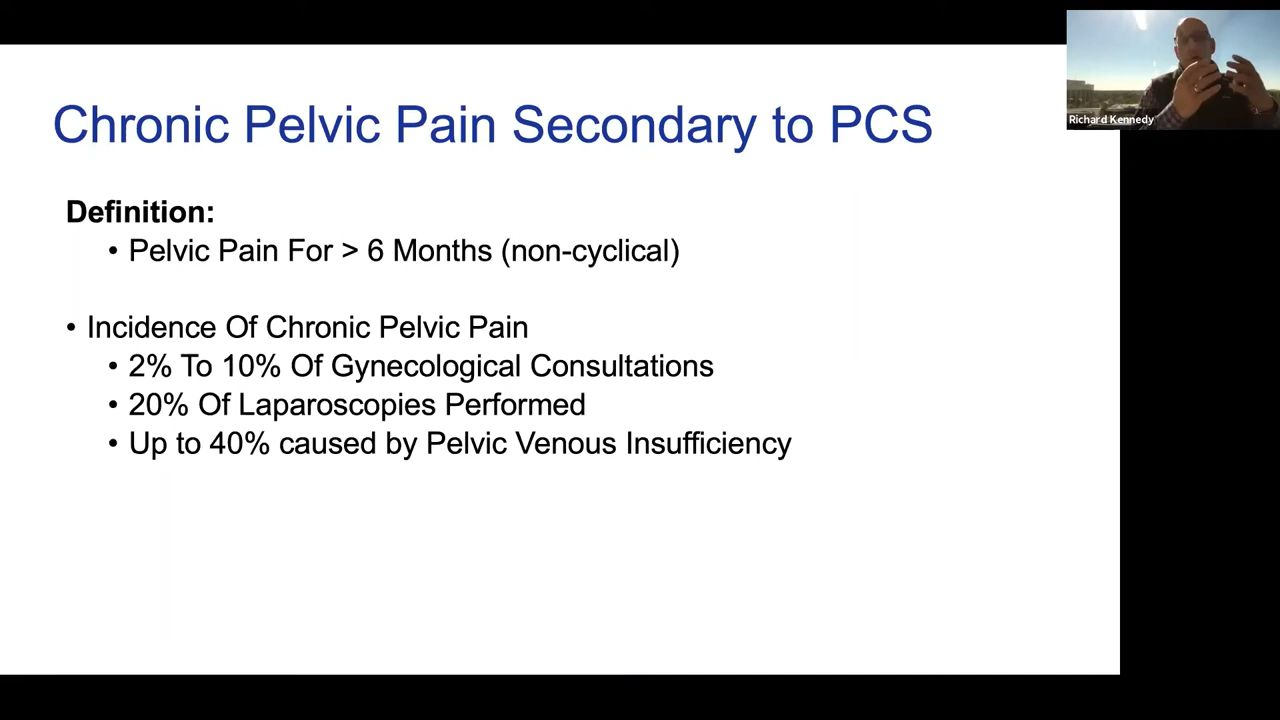 Chronic Pelvic Pain Secondary to PCS
Richard Kennedy
Definition:
• Pelvic Pain For > 6 Months (non-cyclical)
• Incidence Of Chronic Pelvic Pain
• 2% To 10% Of Gynecological Consultations
• 20% Of Laparoscopies Performed
• Up to 40% caused by Pelvic Venous Insufficiency